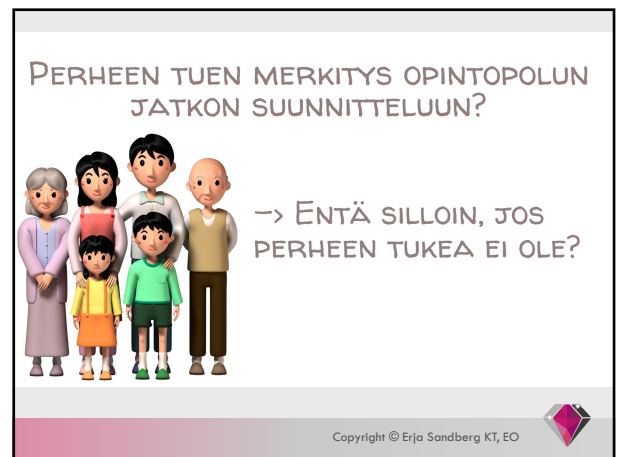 Perheen tuen merkitys opintopolun
jatkon suunnitteluun?
–> Entä silloin, jos
perheen tukea ei ole?
Copyright © Erja Sandberg KT, EO